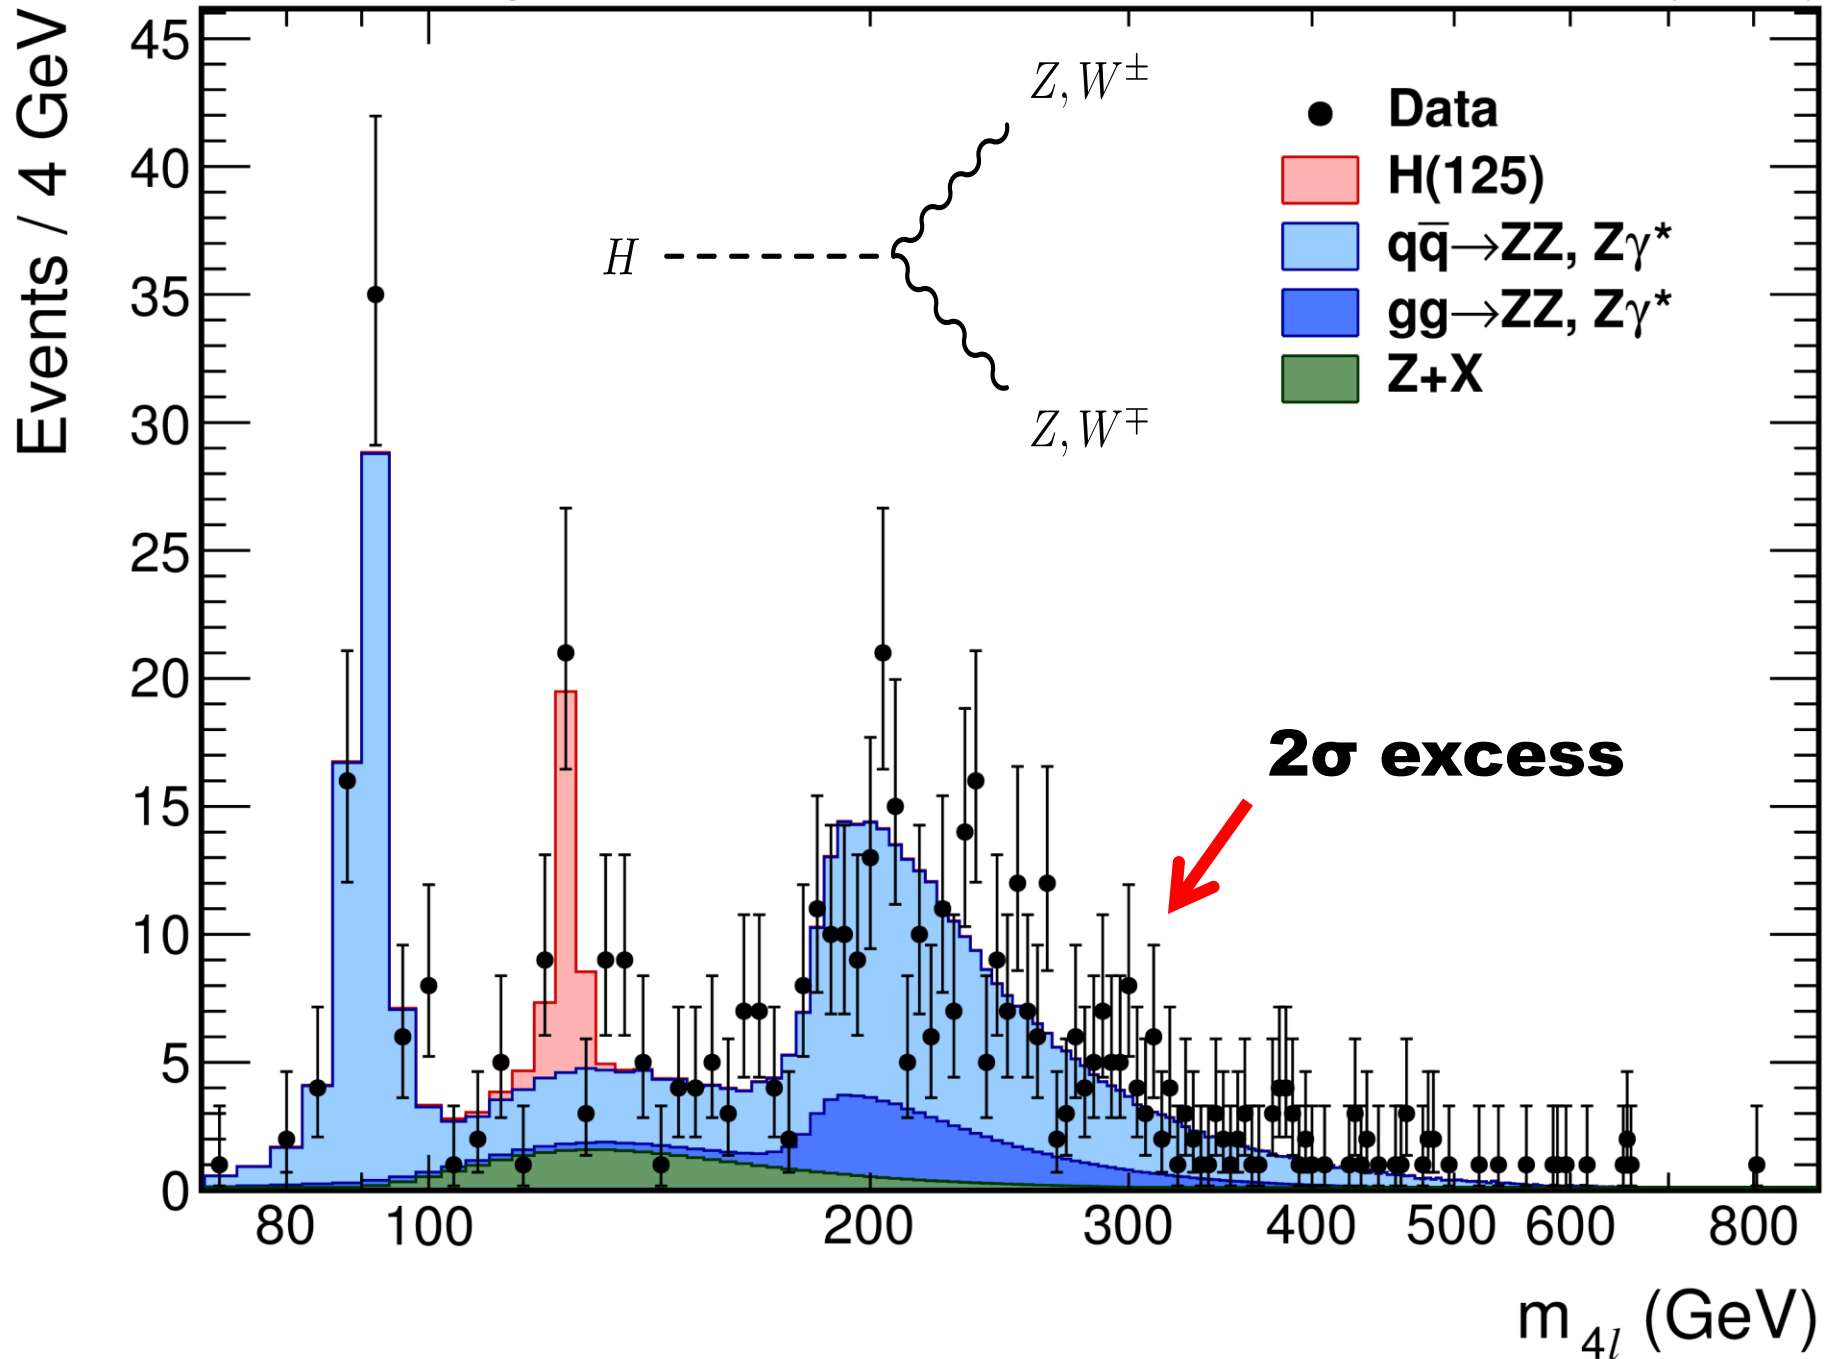 Events / 4 GeV
45
40
35
30
25
20
15
10
5
0
Z, W±
H
Z, W∓
Data
H(125)
qq̅→ZZ, Zγ*
gg→ZZ, Zγ*
Z+X
2σ excess
80 100 200 300 400 500 600 800
m4l (GeV)